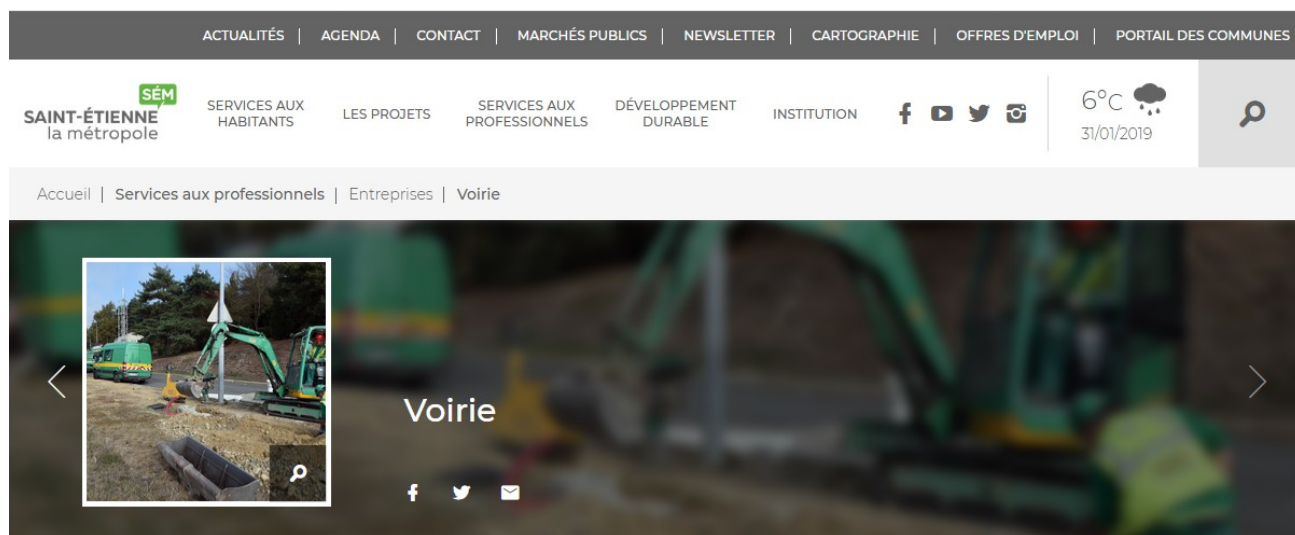 ACTUALITÉS | AGENDA | CONTACT | MARCHÉS PUBLICS | NEWSLETTER | CARTOGRAPHIE | OFFRES D'EMPLOI | PORTAIL DES COMMUNES
SÉM
SAINT-ÉTIENNE
la métropole
SERVICES AUX
HABITANTS
LES PROJETS
SERVICES AUX
PROFESSIONNELS
DÉVELOPPEMENT
DURABLE
INSTITUTION
6°C
31/01/2019
Accueil | Services aux professionnels | Entreprises | Voirie
Voirie